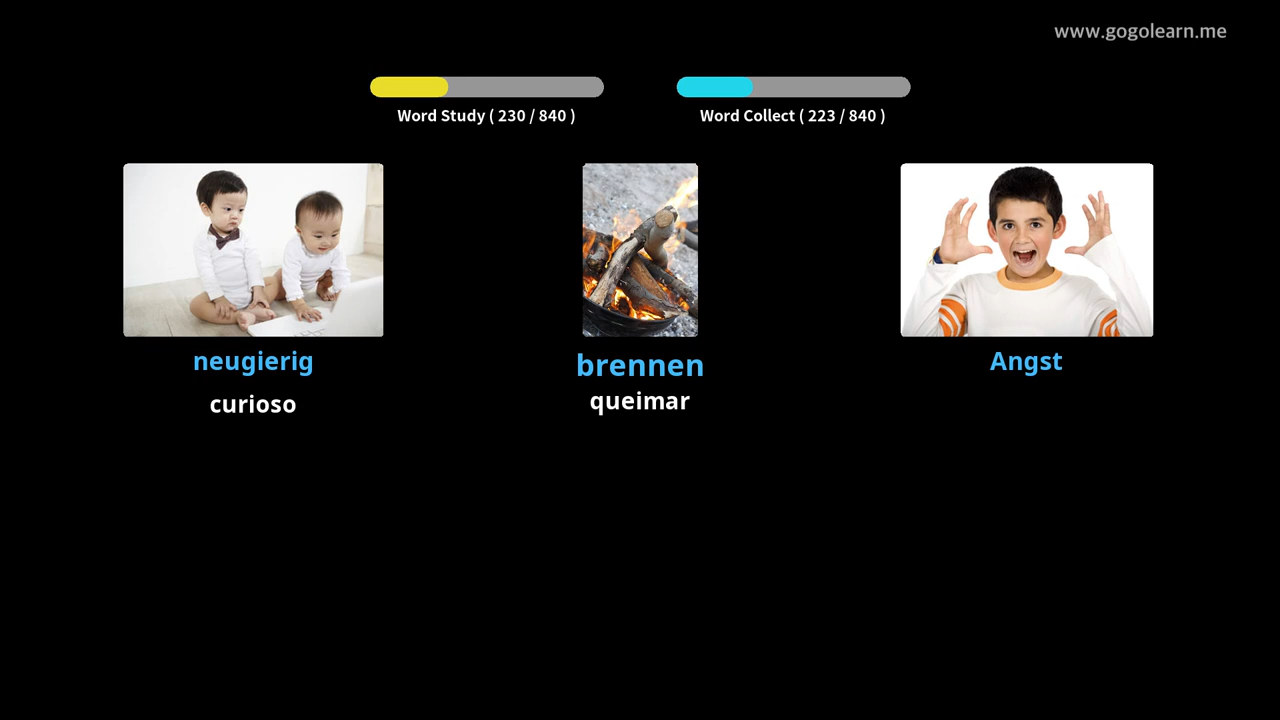 www.gogolearn.me
Word Study ( 230 / 840 )
Word Collect ( 223 / 840 )
neugierig
brennen
Angst
curioso
queimar